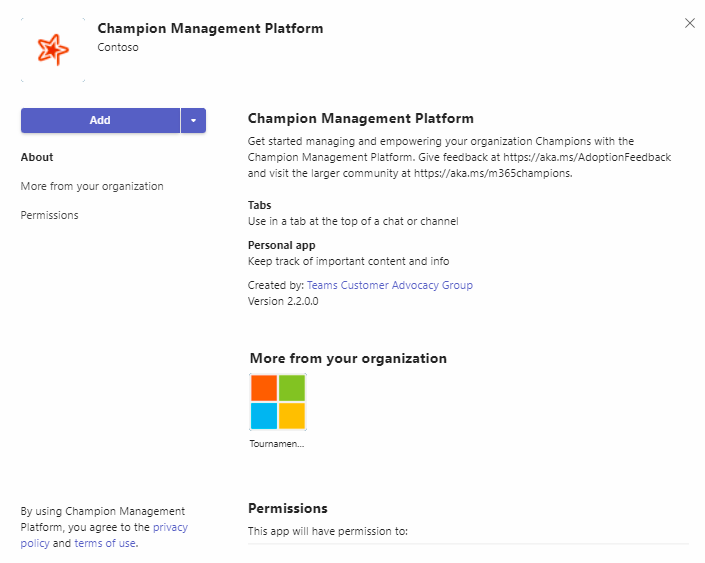 Champion Management Platform
Contoso
Add
About
More from your organization
Permissions
Champion Management Platform
Get started managing and empowering your organization Champions with the
Champion Management Platform. Give feedback at https://aka.ms/AdoptionFeedback
and visit the larger community at https://aka.ms/m365champions.
Tabs
Use in a tab at the top of a chat or channel
Personal app
Keep track of important content and info
Created by: Teams Customer Advocacy Group
Version 2.2.0.0
More from your organization
Tournamen...
By using Champion Management
Platform, you agree to the privacy
policy and terms of use.
Permissions
This app will have permission to: